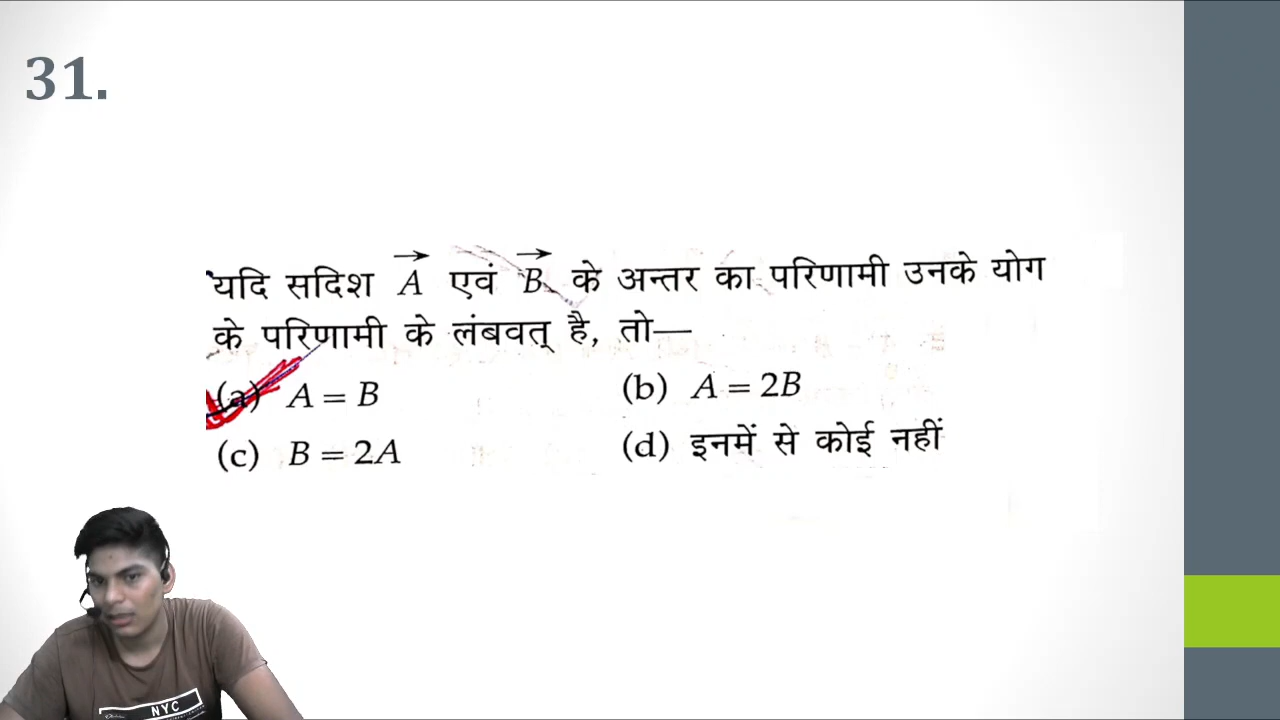 31.
यदि सदिश A⃗ एवं B⃗ के अन्तर का परिणामी उनके योग
के परिणामी के लंबवत् है, तो—
(a) A = B (b) A = 2B
(c) B = 2A (d) इनमें से कोई नहीं
NYC